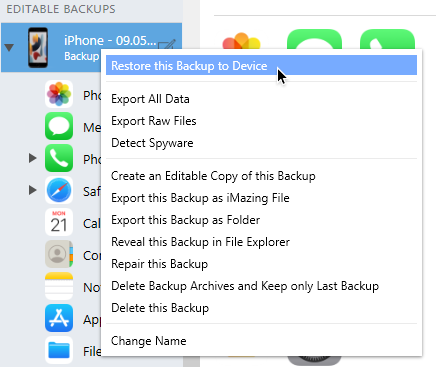 EDITABLE BACKUPS
iPhone - 09.05...
Backup
Restore this Backup to Device
Pho
Export All Data
Me
Export Raw Files
Pho
Detect Spyware
Saf
Create an Editable Copy of this Backup
Export this Backup as iMazing File
MON
21
Cal
Export this Backup as Folder
Con
Reveal this Backup in File Explorer
Repair this Backup
Not
Delete Backup Archives and Keep only Last Backup
App
Delete this Backup
File
Change Name